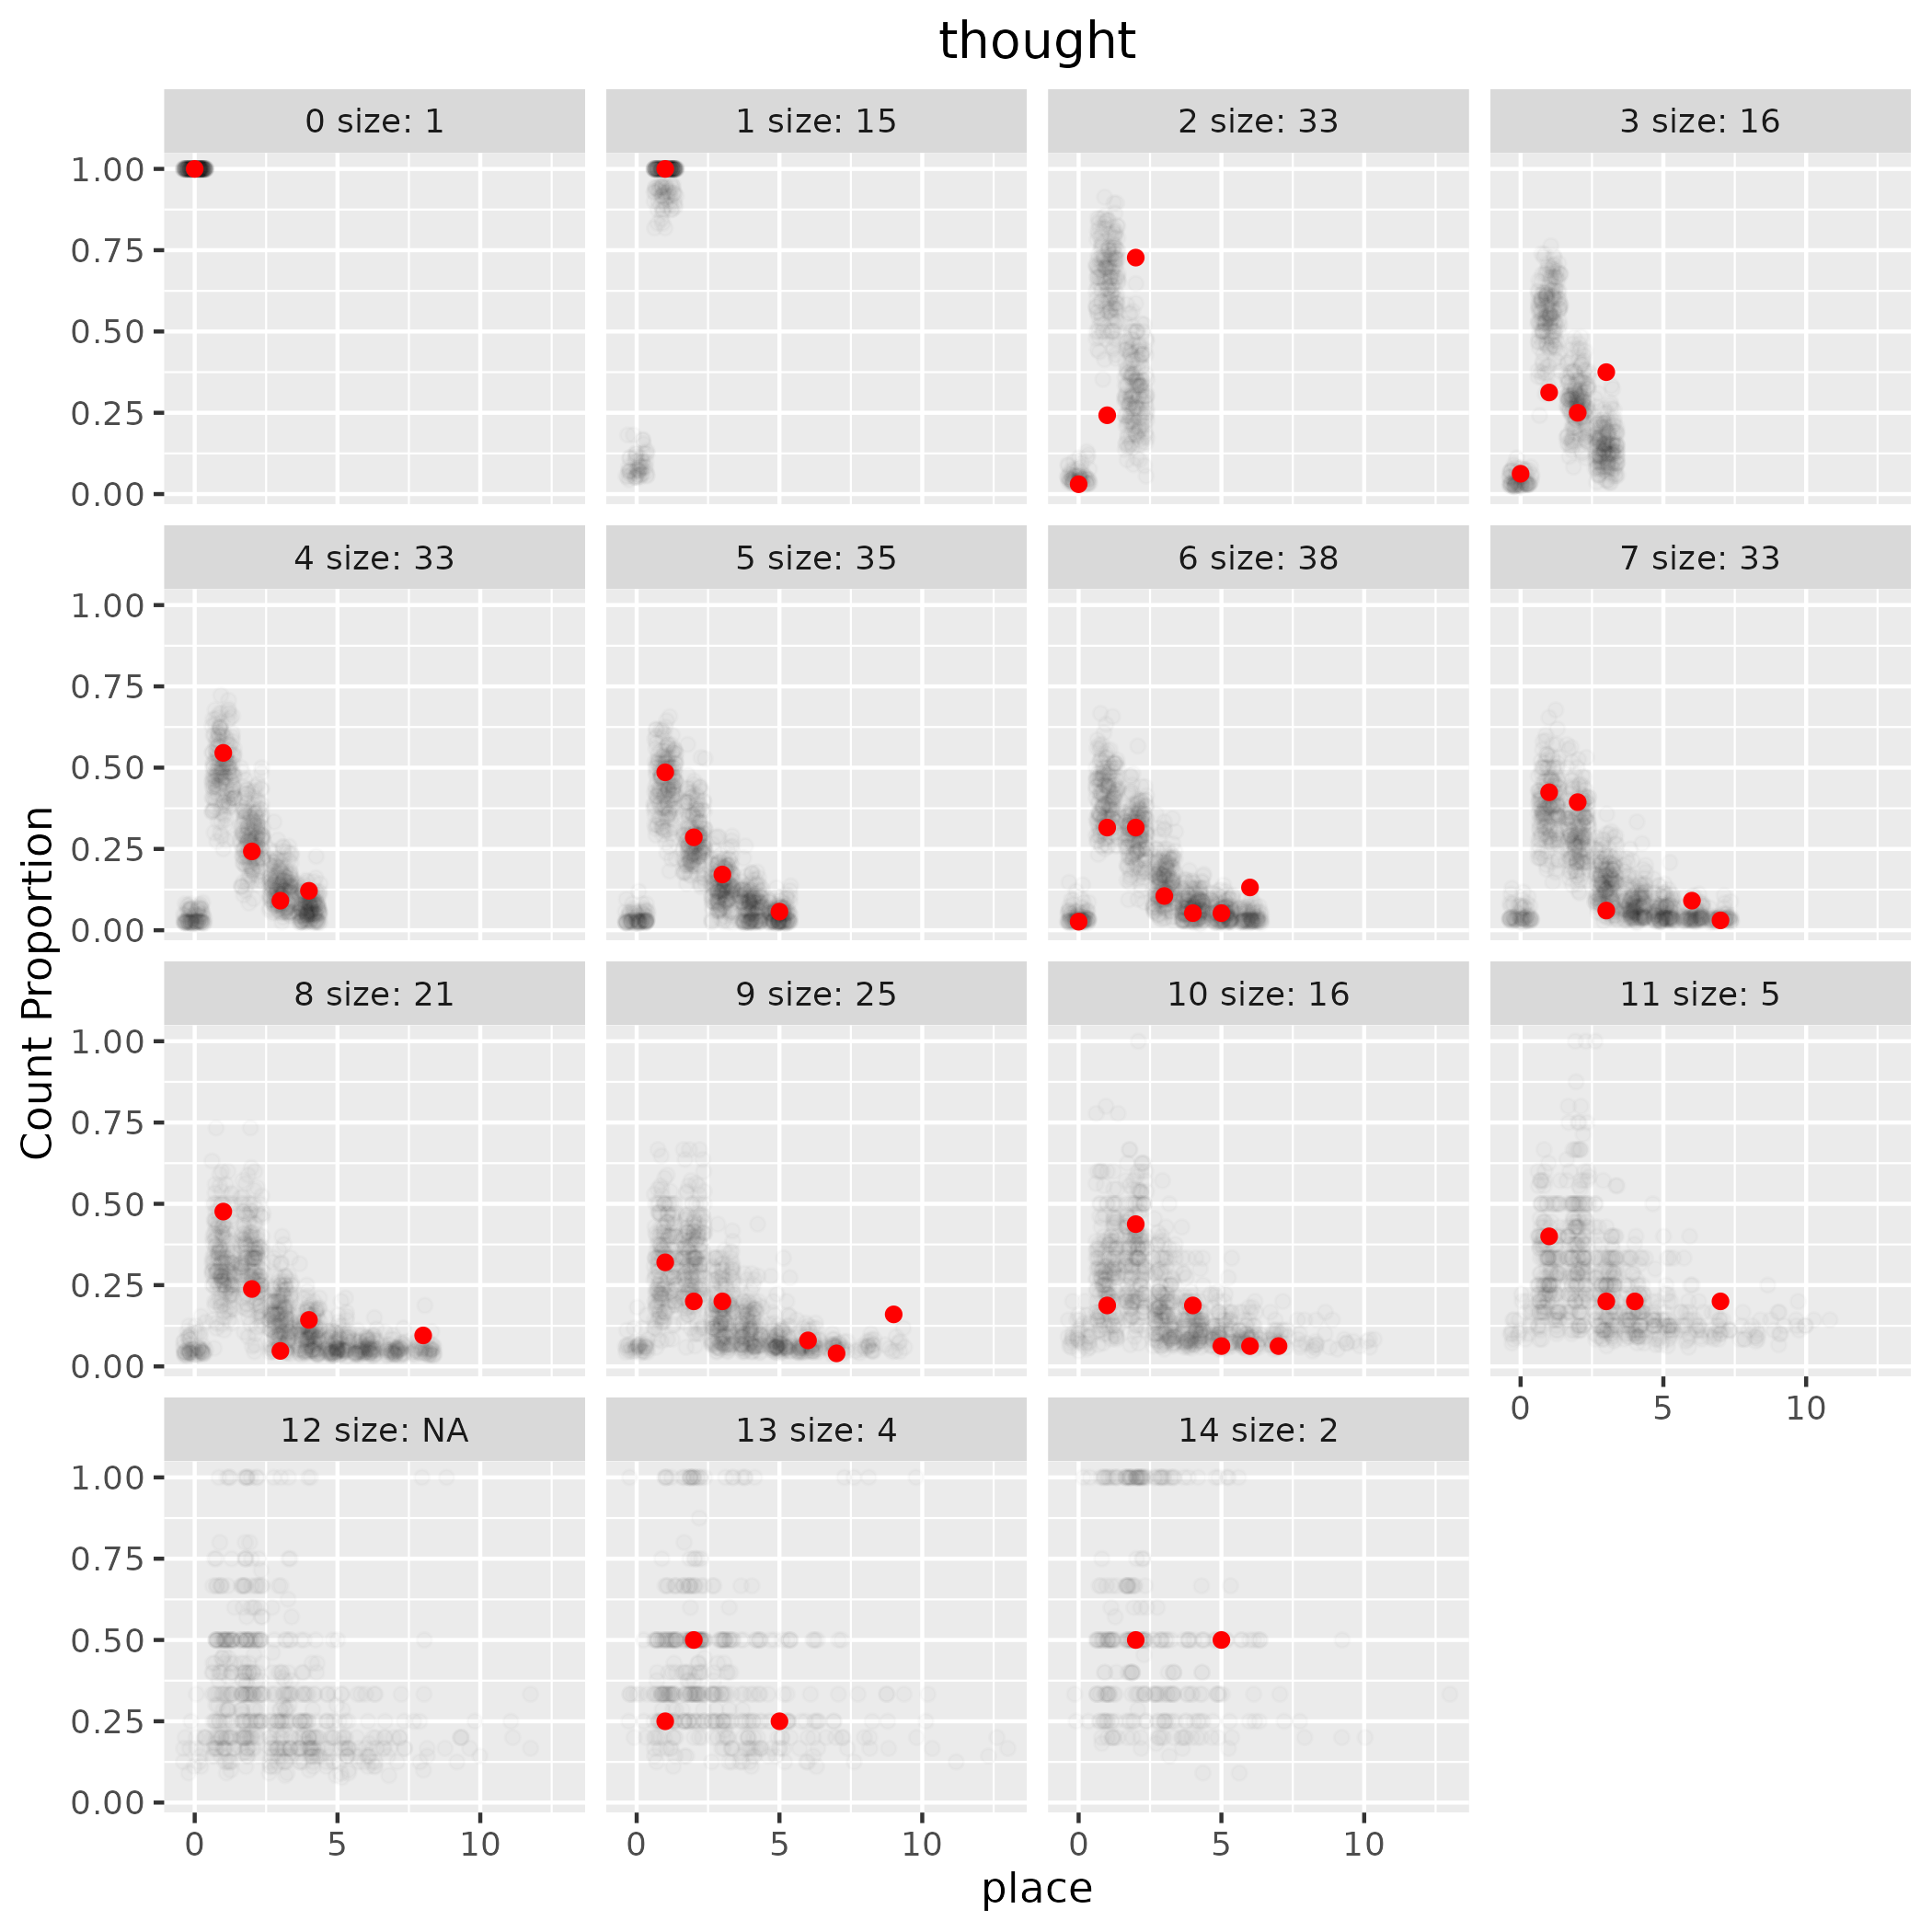 thought
0 size: 1
1 size: 15
2 size: 33
3 size: 16
1.00
0.75
0.50
0.25
0.00
4 size: 33
5 size: 35
6 size: 38
7 size: 33
1.00
0.75
0.50
0.25
0.00
Count Proportion
8 size: 21
9 size: 25
10 size: 16
11 size: 5
1.00
0.75
0.50
0.25
0.00
0 5 10
12 size: NA
13 size: 4
14 size: 2
1.00
0.75
0.50
0.25
0.00
0 5 10
0 5 10
0 5 10
place